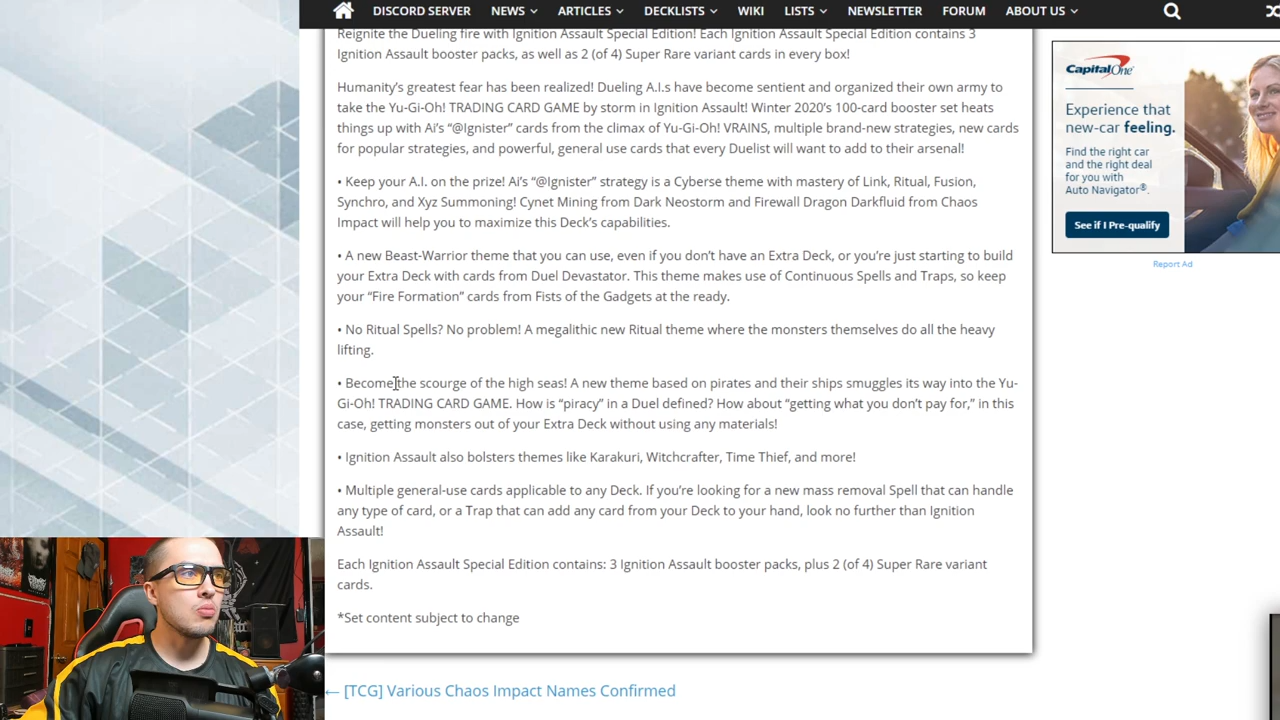 DISCORD SERVER NEWS ARTICLES DECKLISTS WIKI LISTS NEWSLETTER FORUM ABOUT US
Reignite the Dueling fire with Ignition Assault Special Edition! Each Ignition Assault Special Edition contains 3
Ignition Assault booster packs, as well as 2 (of 4) Super Rare variant cards in every box!
Humanity’s greatest fear has been realized! Dueling A.I.s have become sentient and organized their own army to
take the Yu-Gi-Oh! TRADING CARD GAME by storm in Ignition Assault! Winter 2020’s 100-card booster set heats
things up with Ai’s “@Ignister” cards from the climax of Yu-Gi-Oh! VRAINS, multiple brand-new strategies, new cards
for popular strategies, and powerful, general use cards that every Duelist will want to add to their arsenal!
• Keep your A.I. on the prize! Ai’s “@Ignister” strategy is a Cyberse theme with mastery of Link, Ritual, Fusion,
Synchro, and Xyz Summoning! Cynet Mining from Dark Neostorm and Firewall Dragon Darkfluid from Chaos
Impact will help you to maximize this Deck’s capabilities.
• A new Beast-Warrior theme that you can use, even if you don’t have an Extra Deck, or you’re just starting to build
your Extra Deck with cards from Duel Devastator. This theme makes use of Continuous Spells and Traps, so keep
your “Fire Formation” cards from Fists of the Gadgets at the ready.
• No Ritual Spells? No problem! A megalithic new Ritual theme where the monsters themselves do all the heavy
lifting.
• Become the scourge of the high seas! A new theme based on pirates and their ships smuggles its way into the Yu-
Gi-Oh! TRADING CARD GAME. How is “piracy” in a Duel defined? How about “getting what you don’t pay for,” in this
case, getting monsters out of your Extra Deck without using any materials!
• Ignition Assault also bolsters themes like Karakuri, Witchcrafter, Time Thief, and more!
• Multiple general-use cards applicable to any Deck. If you’re looking for a new mass removal Spell that can handle
any type of card, or a Trap that can add any card from your Deck to your hand, look no further than Ignition
Assault!
Each Ignition Assault Special Edition contains: 3 Ignition Assault booster packs, plus 2 (of 4) Super Rare variant
cards.
*Set content subject to change
← [TCG] Various Chaos Impact Names Confirmed
Capital One
Experience that
new-car feeling.
Find the right car
and the right deal
for you with
Auto Navigator®.
See if I Pre-qualify
Report Ad